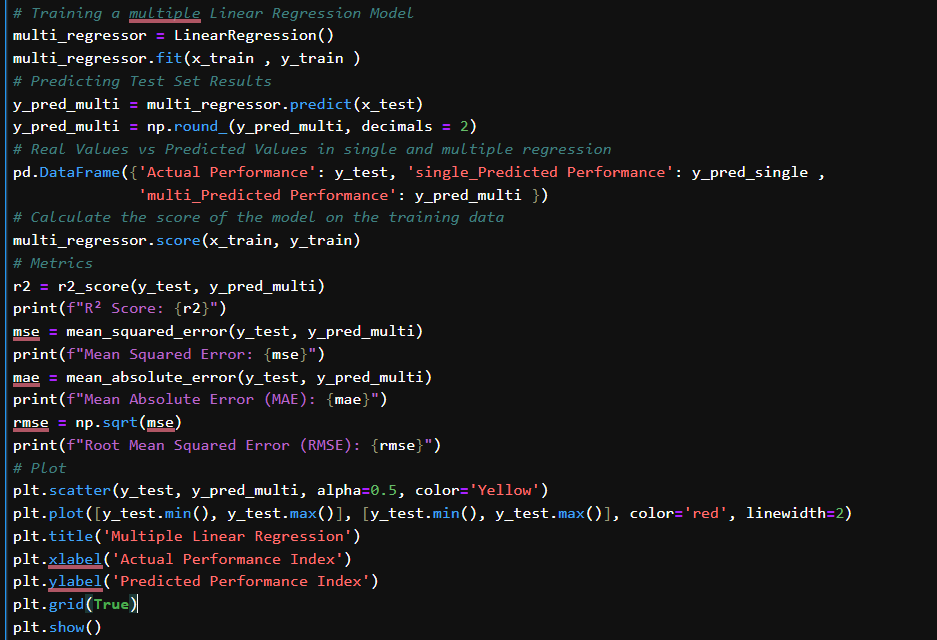 # Training a multiple Linear Regression Model
multi_regressor = LinearRegression()
multi_regressor.fit(x_train , y_train )
# Predicting Test Set Results
y_pred_multi = multi_regressor.predict(x_test)
y_pred_multi = np.round_(y_pred_multi, decimals = 2)
# Real Values vs Predicted Values in single and multiple regression
pd.DataFrame({'Actual Performance': y_test, 'single_Predicted Performance': y_pred_single ,
              'multi_Predicted Performance': y_pred_multi })
# Calculate the score of the model on the training data
multi_regressor.score(x_train, y_train)
# Metrics
r2 = r2_score(y_test, y_pred_multi)
print(f"R² Score: {r2}")
mse = mean_squared_error(y_test, y_pred_multi)
print(f"Mean Squared Error: {mse}")
mae = mean_absolute_error(y_test, y_pred_multi)
print(f"Mean Absolute Error (MAE): {mae}")
rmse = np.sqrt(mse)
print(f"Root Mean Squared Error (RMSE): {rmse}")
# Plot
plt.scatter(y_test, y_pred_multi, alpha=0.5, color='Yellow')
plt.plot([y_test.min(), y_test.max()], [y_test.min(), y_test.max()], color='red', linewidth=2)
plt.title('Multiple Linear Regression')
plt.xlabel('Actual Performance Index')
plt.ylabel('Predicted Performance Index')
plt.grid(True)
plt.show()